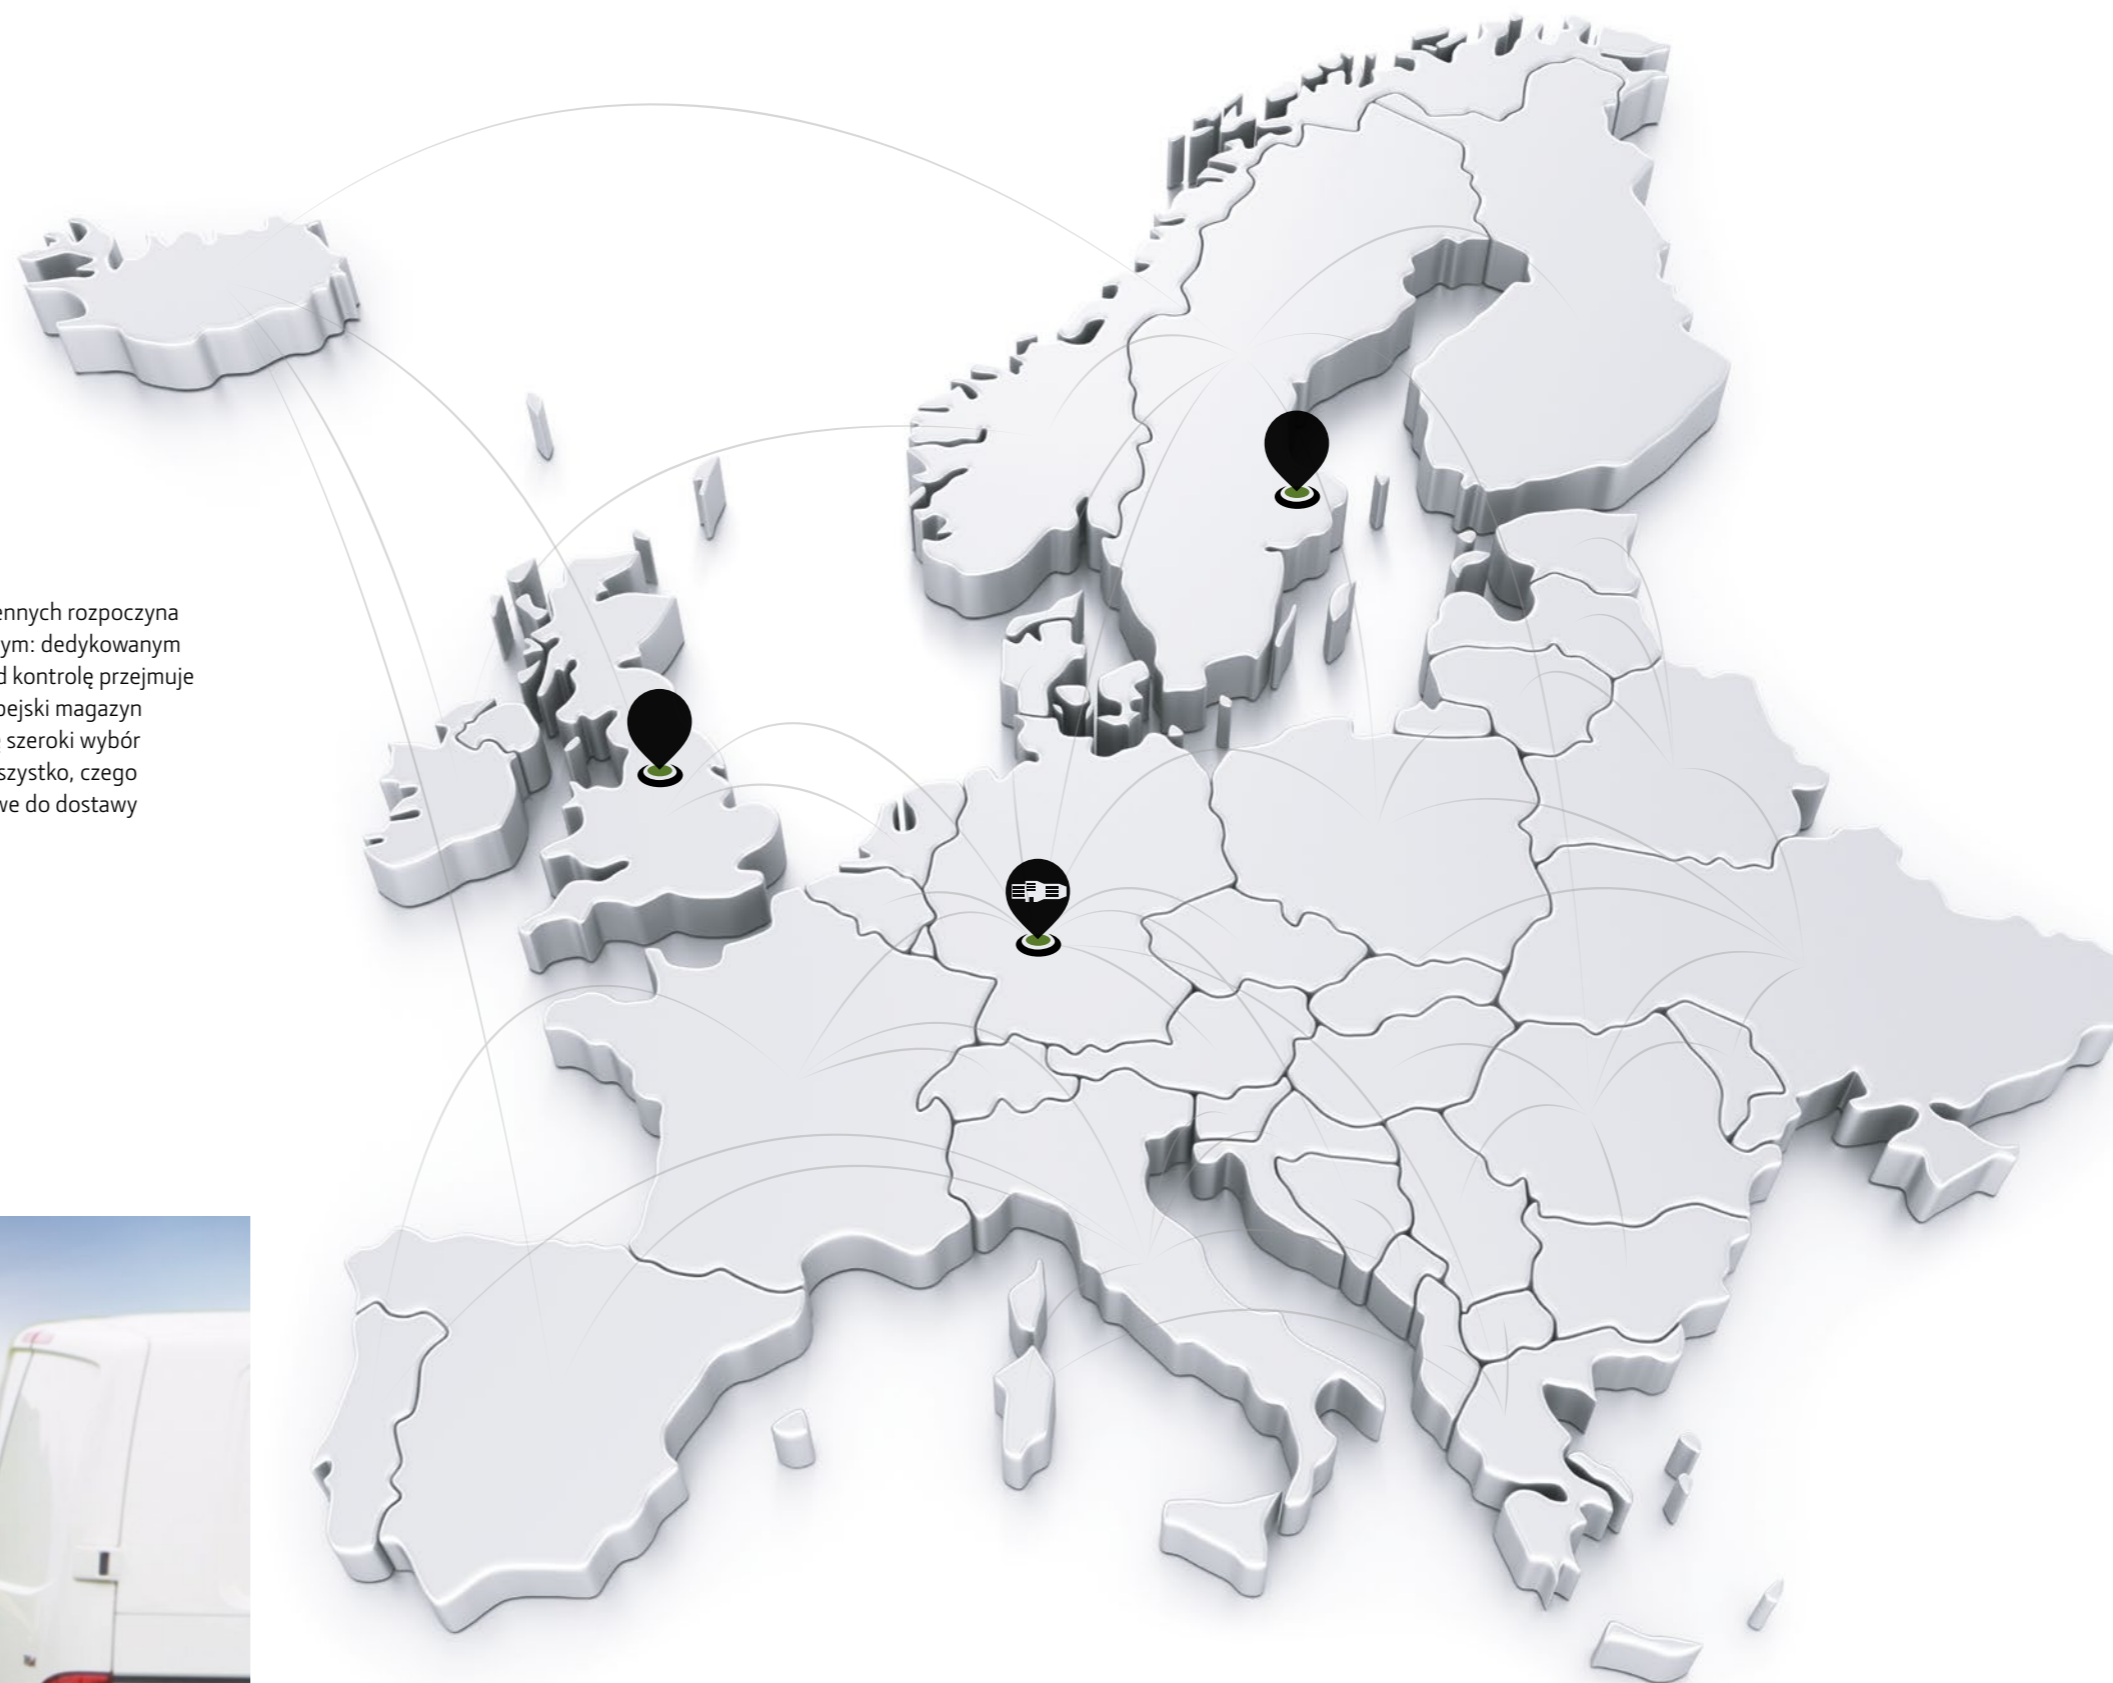 ennych rozpoczyna
ym: dedykowanym
d kontrolę przejmuje
pejski magazyn
ę szeroki wybór
szystko, czego
we do dostawy